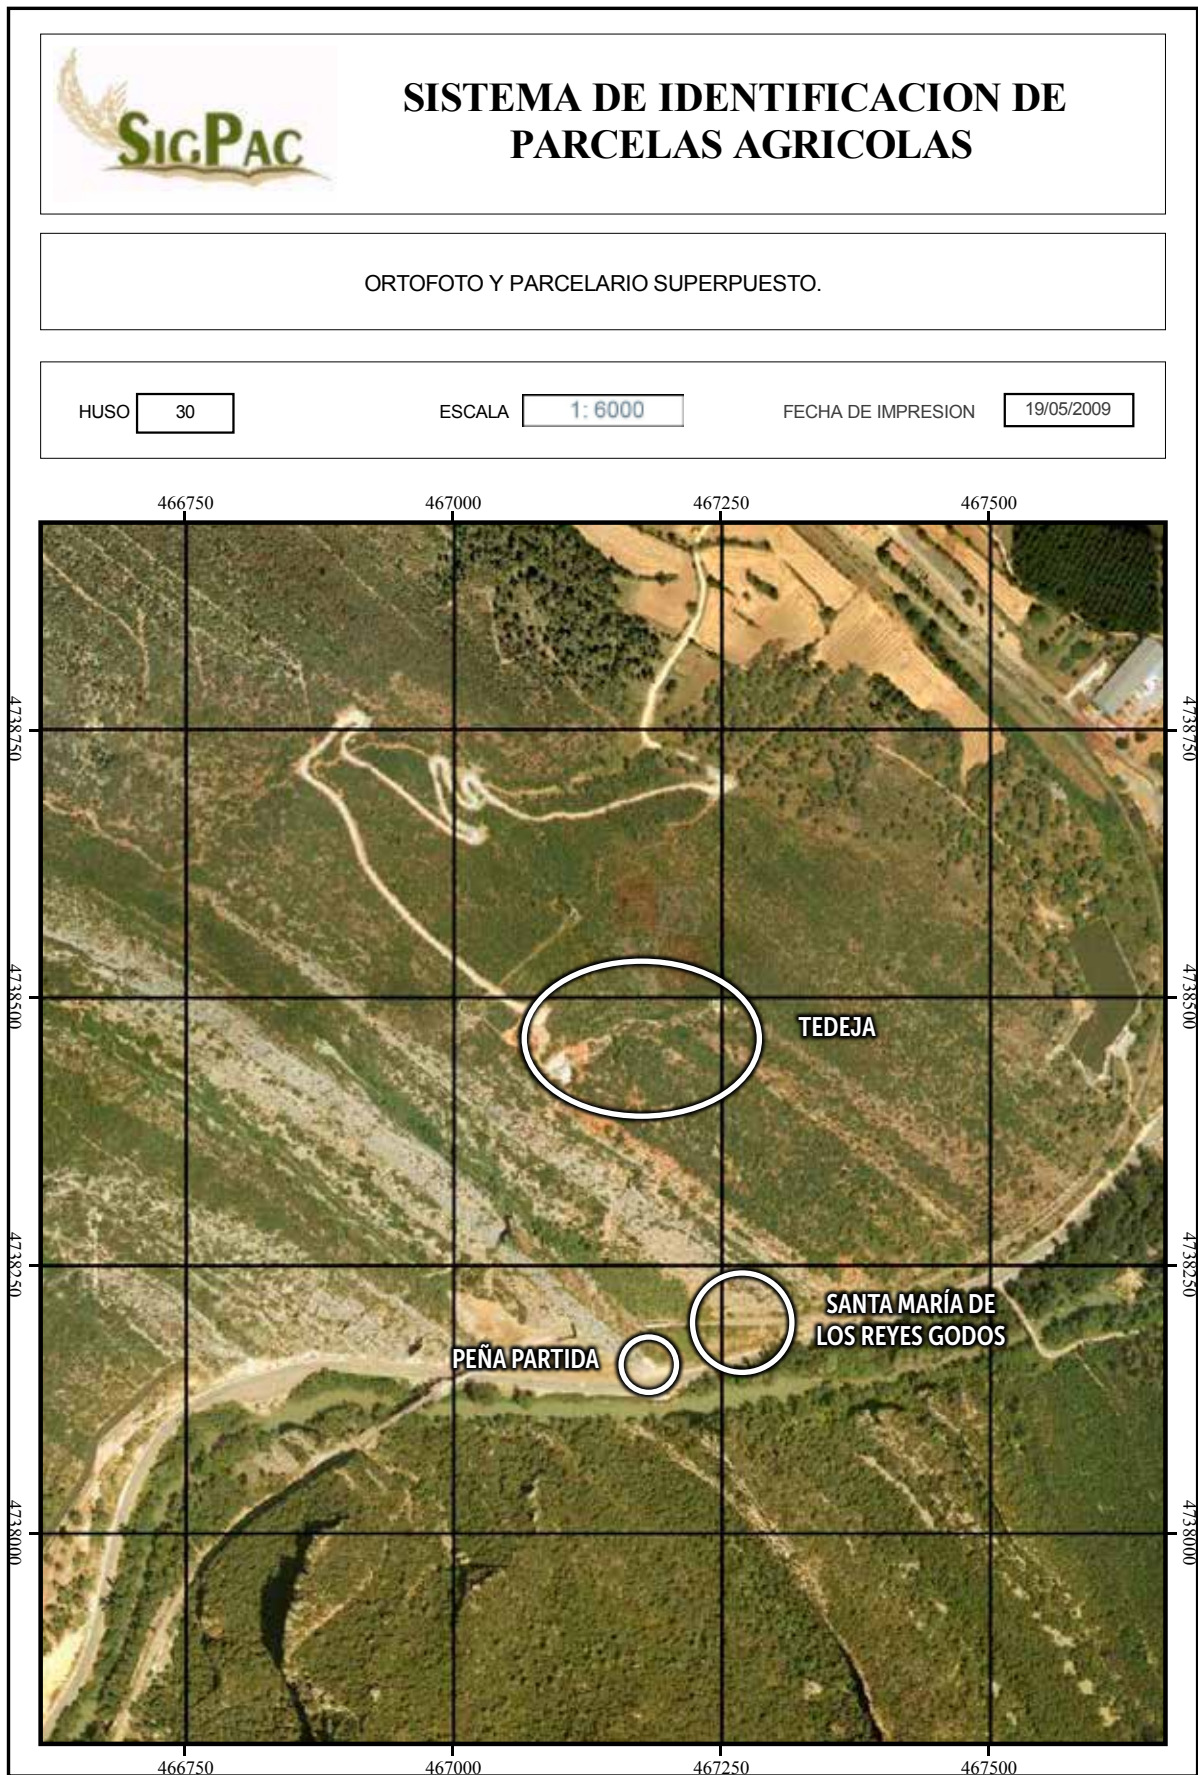 SIGPAC
SISTEMA DE IDENTIFICACION DE
PARCELAS AGRICOLAS
ORTOFOTO Y PARCELARIO SUPERPUESTO.
HUSO 30 ESCALA 1: 6000 FECHA DE IMPRESION 19/05/2009
466750 467000 467250 467500
4738750 4738750
4738500 4738500
TEDEJA
4738250 4738250
SANTA MARÍA DE
LOS REYES GODOS
PEÑA PARTIDA
4738000 4738000
466750 467000 467250 467500